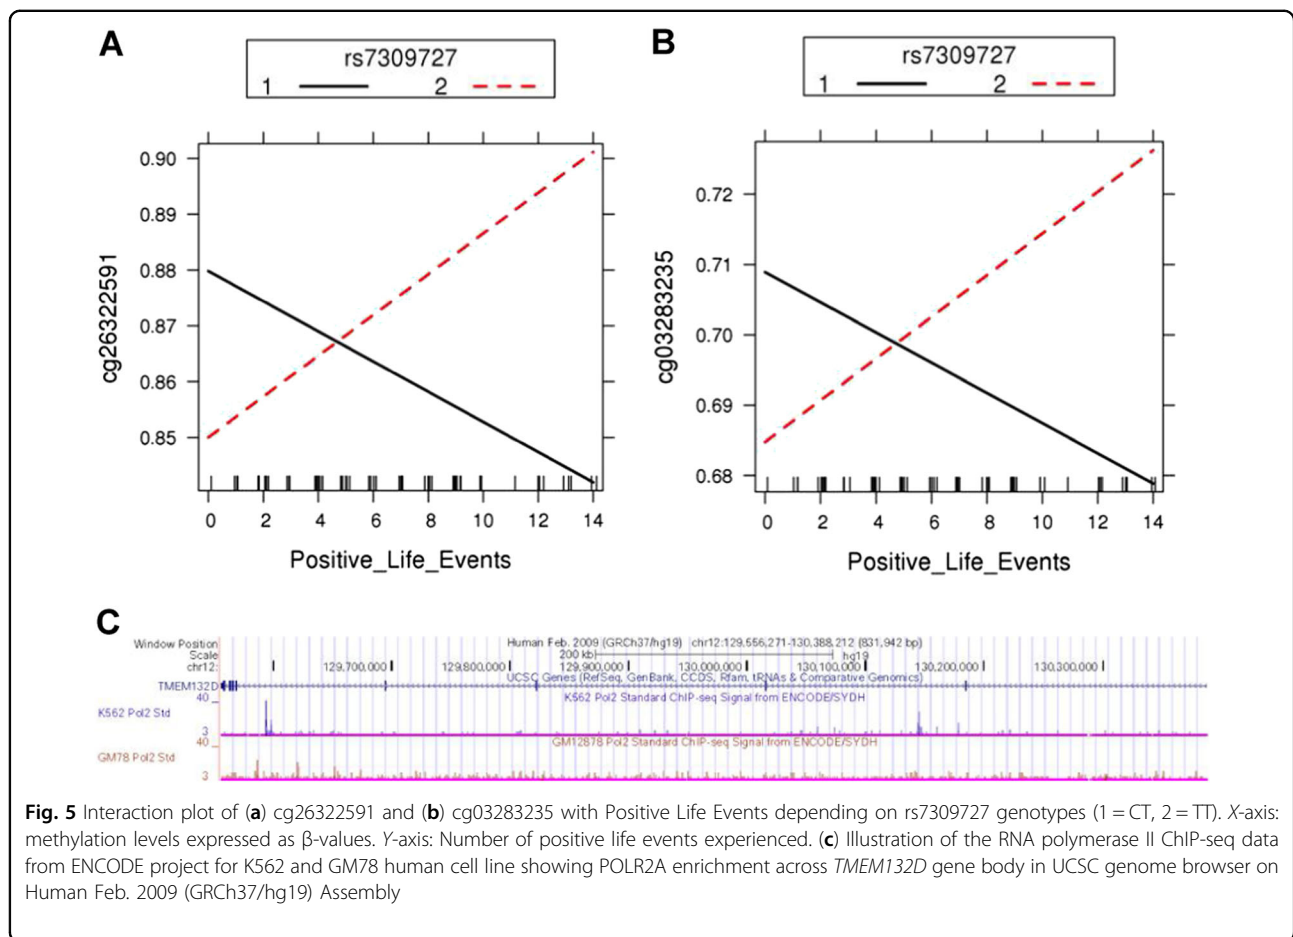 A
rs7309727
1 2
0.90
0.89
0.88
0.87
0.86
0.85
cg26322591
0 2 4 6 8 10 12 14
Positive_Life_Events
B
rs7309727
1 2
0.72
0.71
0.70
0.69
0.68
cg03283235
0 2 4 6 8 10 12 14
Positive_Life_Events
C
Window Position Human Feb. 2009 (GRCh37/hg19) chr12:129,556,271-130,388,212 (831,942 bp)
Scale 200 kb hg19
chr12: 129,700,000 129,800,000 129,900,000 130,000,000 130,100,000 130,200,000 130,300,000
UCSC Genes (RefSeq, GenBank, CCDS, Rfam, tRNAs & Comparative Genomics)
TMEM132D
K562 Pol2 Standard ChIP-seq Signal from ENCODE/SYDH
40
K562 Pol2 Std
3
GM12878 Pol2 Standard ChIP-seq Signal from ENCODE/SYDH
40
GM78 Pol2 Std
3
Fig. 5 Interaction plot of (a) cg26322591 and (b) cg03283235 with Positive Life Events depending on rs7309727 genotypes (1 = CT, 2 = TT). X-axis:
methylation levels expressed as β-values. Y-axis: Number of positive life events experienced. (c) Illustration of the RNA polymerase II ChIP-seq data
from ENCODE project for K562 and GM78 human cell line showing POLR2A enrichment across TMEM132D gene body in UCSC genome browser on
Human Feb. 2009 (GRCh37/hg19) Assembly